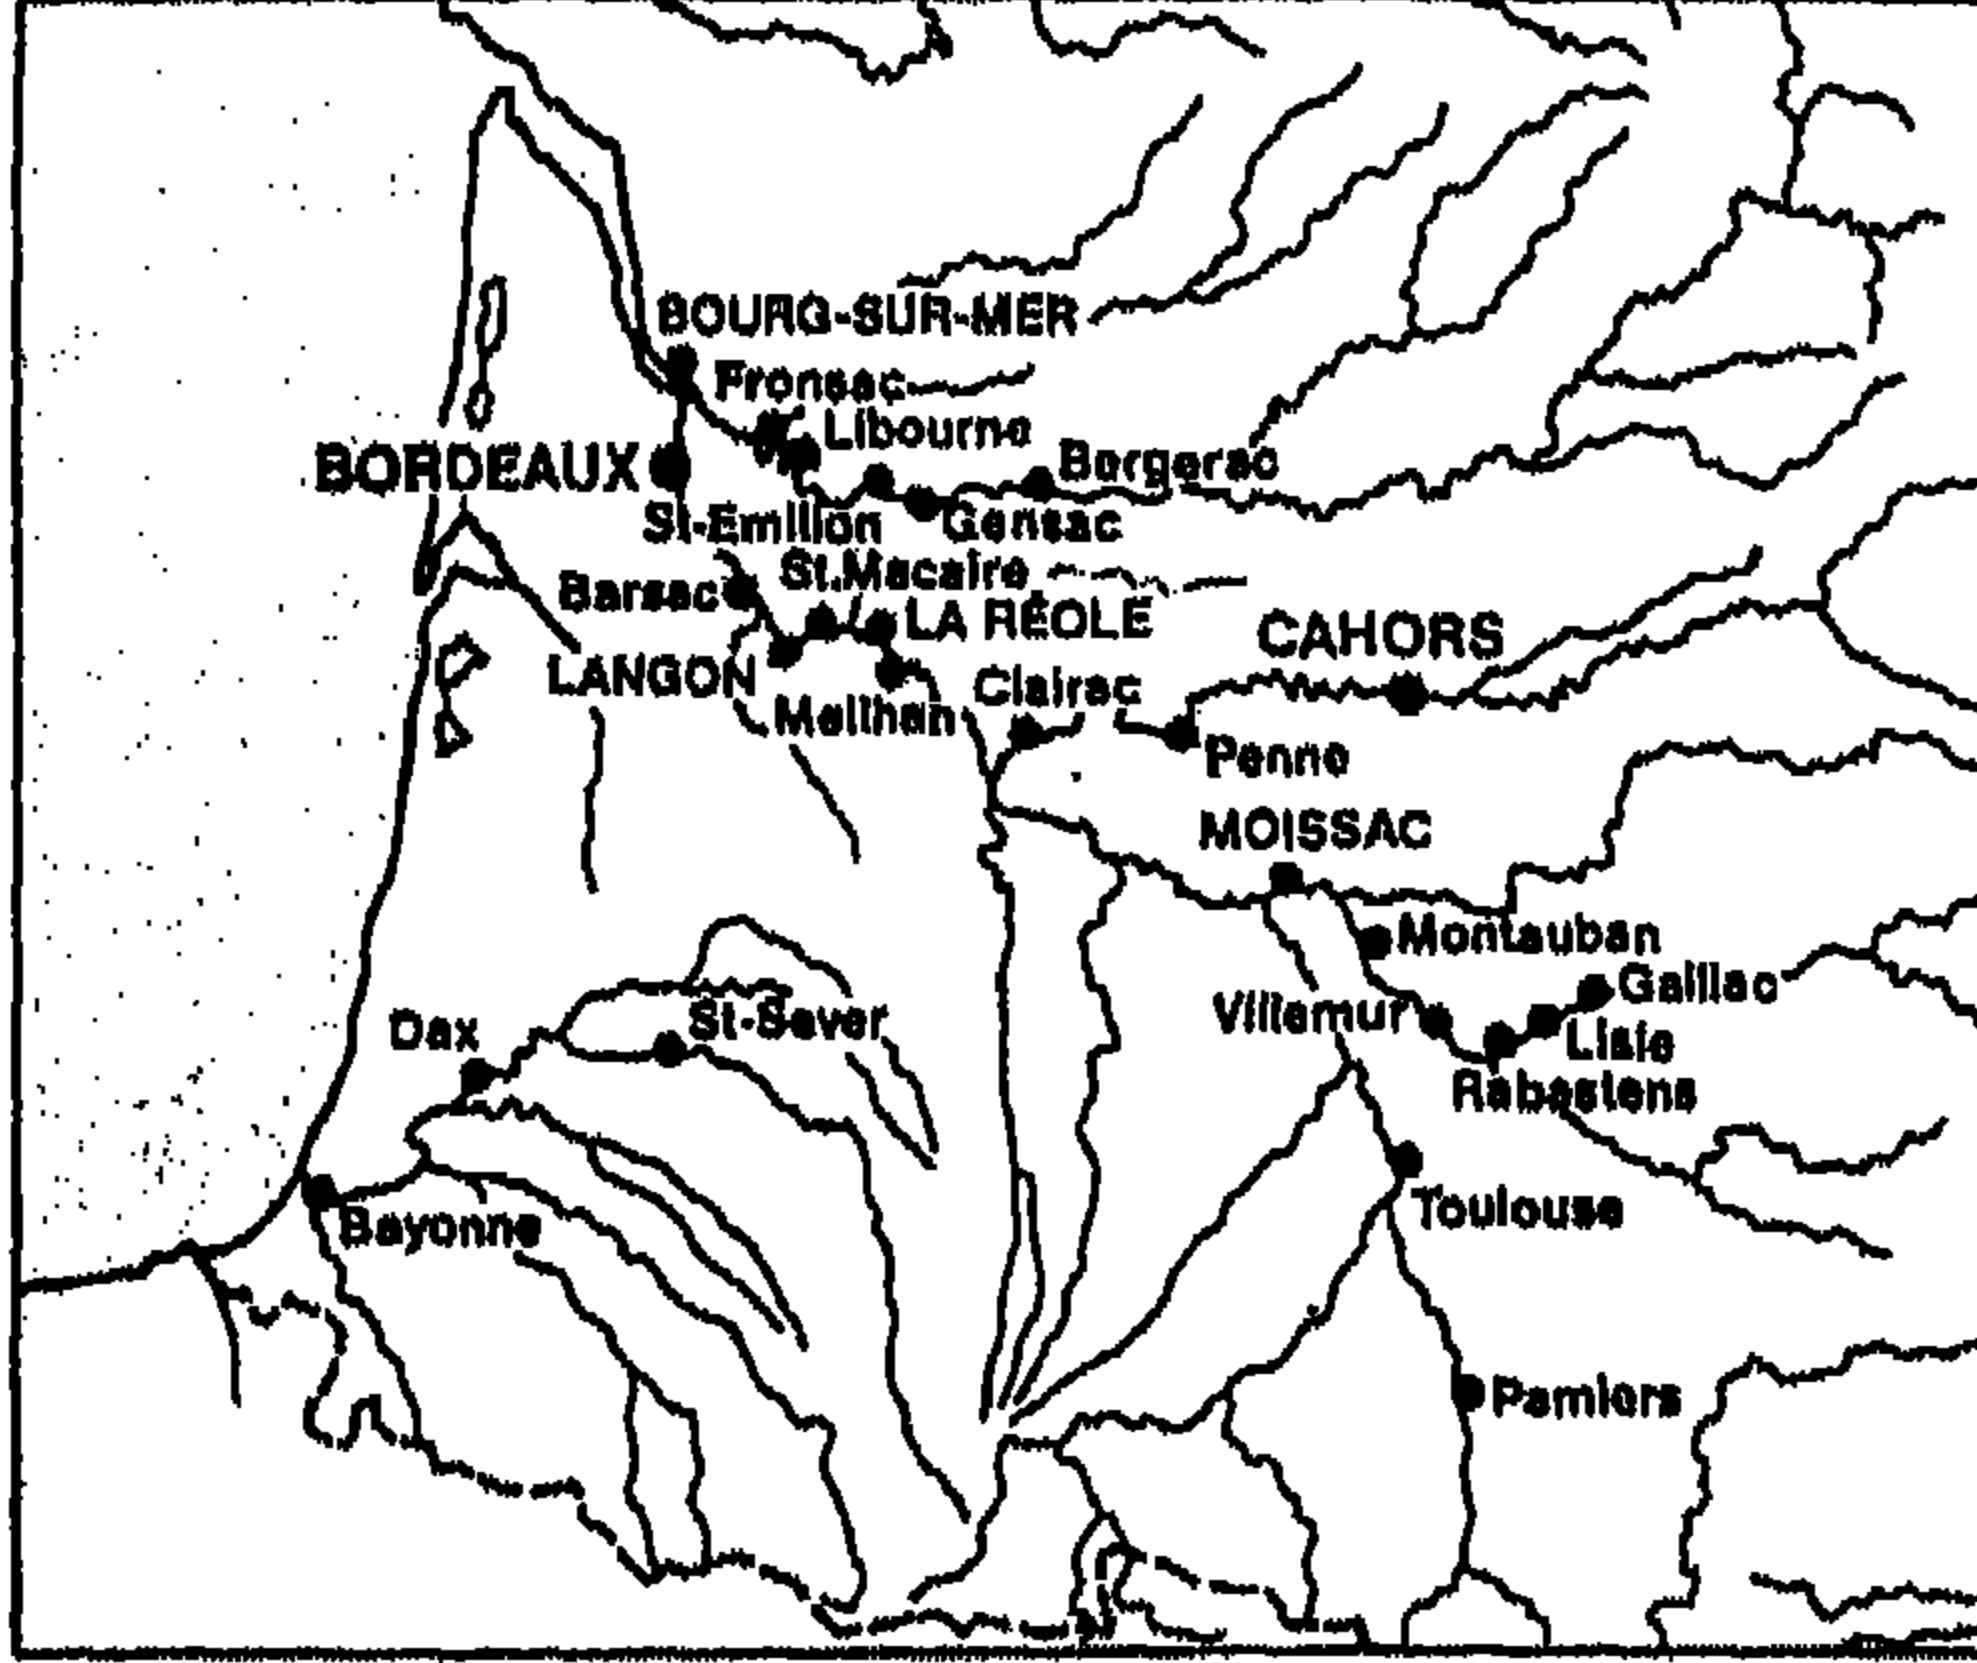 BOURG-SUR-MER
Fronsac
Libourne
BORDEAUX
Bergerac
St-Emilion
Gensac
St.Macaire
Barsac
LA RÉOLE
CAHORS
LANGON
Clairac
Meilhan
Penne
MOISSAC
Montauban
Gaillac
Villemur
St-Sever
Dax
Lisle
Rabastens
Toulouse
Bayonne
Pamiers